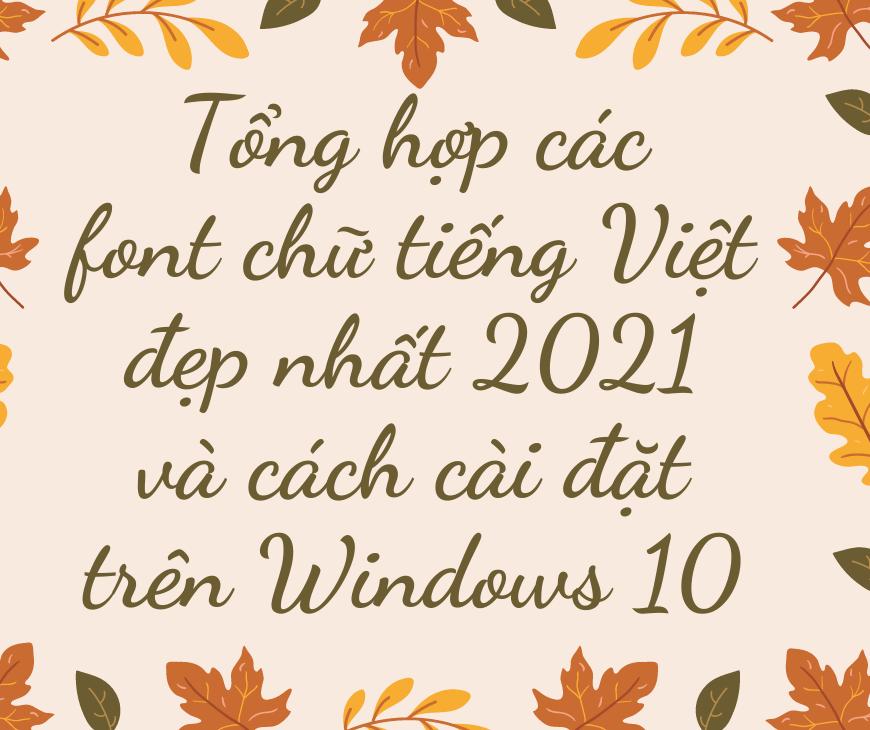 Tổng hợp các
font chữ tiếng Việt
đẹp nhất 2021
và cách cài đặt
trên Windows 10